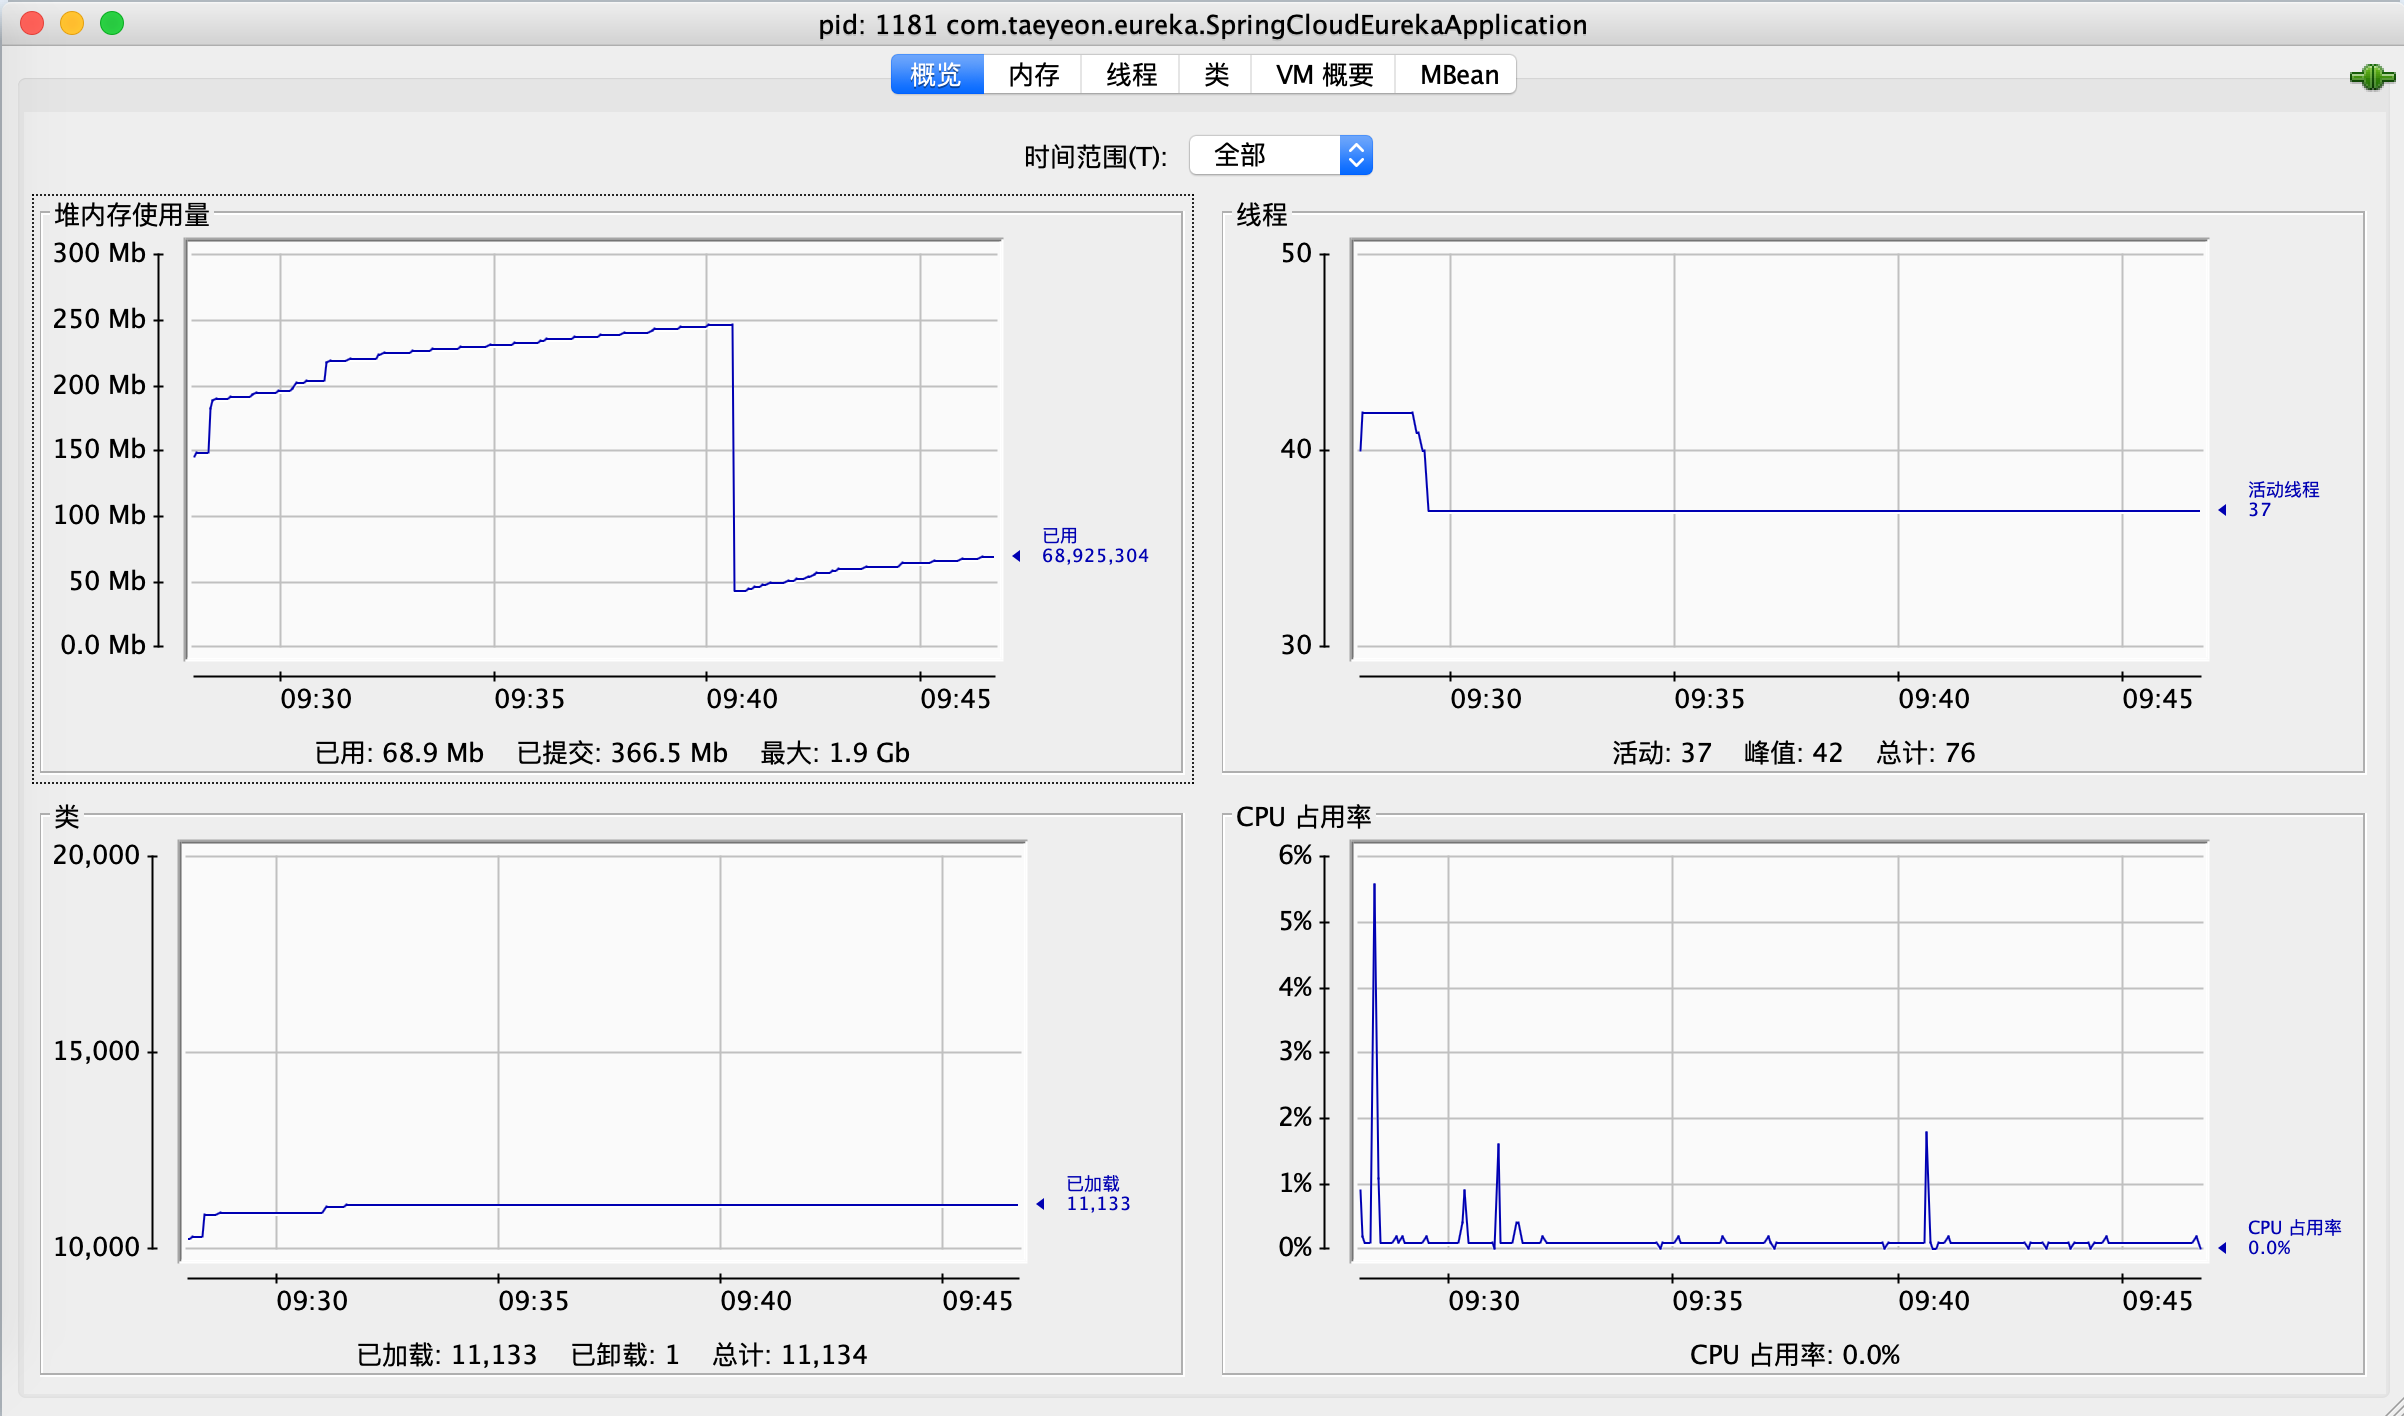 pid: 1181 com.taeyeon.eureka.SpringCloudEurekaApplication
概览 内存 线程 类 VM 概要 MBean
时间范围(T): 全部
堆内存使用量
300 Mb
250 Mb
200 Mb
150 Mb
100 Mb
50 Mb
0.0 Mb
已用
68,925,304
09:30 09:35 09:40 09:45
已用: 68.9 Mb 已提交: 366.5 Mb 最大: 1.9 Gb
线程
50
40
30
活动线程
37
09:30 09:35 09:40 09:45
活动: 37 峰值: 42 总计: 76
类
20,000
15,000
10,000
已加载
11,133
09:30 09:35 09:40 09:45
已加载: 11,133 已卸载: 1 总计: 11,134
CPU 占用率
6%
5%
4%
3%
2%
1%
0%
CPU 占用率
0.0%
09:30 09:35 09:40 09:45
CPU 占用率: 0.0%